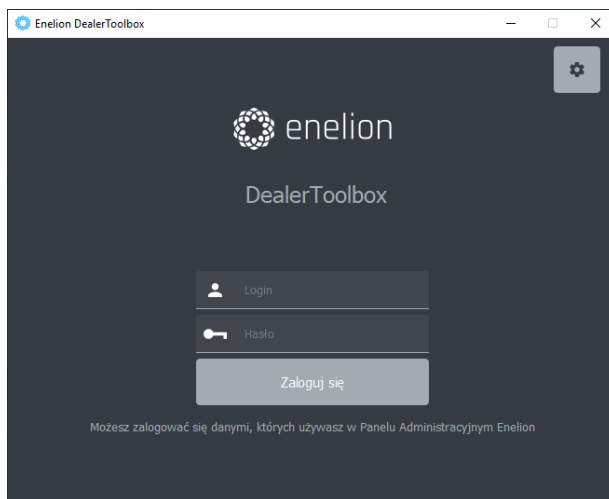 Enelion DealerToolbox
enelion
DealerToolbox
Login
Hasło
Zaloguj się
Możesz zalogować się danymi, których używasz w Panelu Administracyjnym Enelion